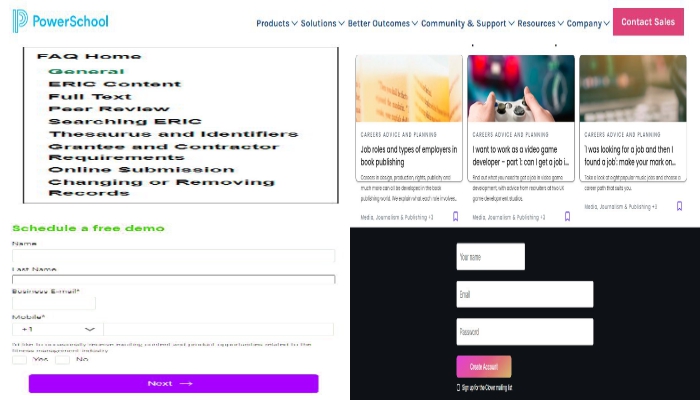 PowerSchool
Products Solutions Better Outcomes Community & Support Resources Company Contact Sales
FAQ Home
General
ERIC Content
Full Text
Peer Review
Searching ERIC
Thesaurus and Identifiers
Grantee and Contractor
Requirements
Online Submission
Changing or Removing
Records
Schedule a free demo
Name
Last Name
Business E-mail*
Mobile*
+1
I'd like to occasionally receive exciting content and product opportunities related to the
fitness management industry
Yes No
Next →
CAREERS ADVICE AND PLANNING
Job roles and types of employers in
book publishing
Careers in design, production, rights, publicity and
much more can all be developed in the book
publishing world. We explain what each role involves.
Media, Journalism & Publishing +3
CAREERS ADVICE AND PLANNING
I want to work as a video game
developer – part 1: can I get a job i...
Find out what you need to get a job in video game
development, with advice from recruiters at two UK
game development studios.
Media, Journalism & Publishing +2
CAREERS ADVICE AND PLANNING
'I was looking for a job and then I
found a job': make your mark on...
Take a look at eight popular music jobs and choose a
career path that suits you.
Media, Journalism & Publishing +3
Your name
Email
Password
Create Account
Sign up for the Clover mailing list